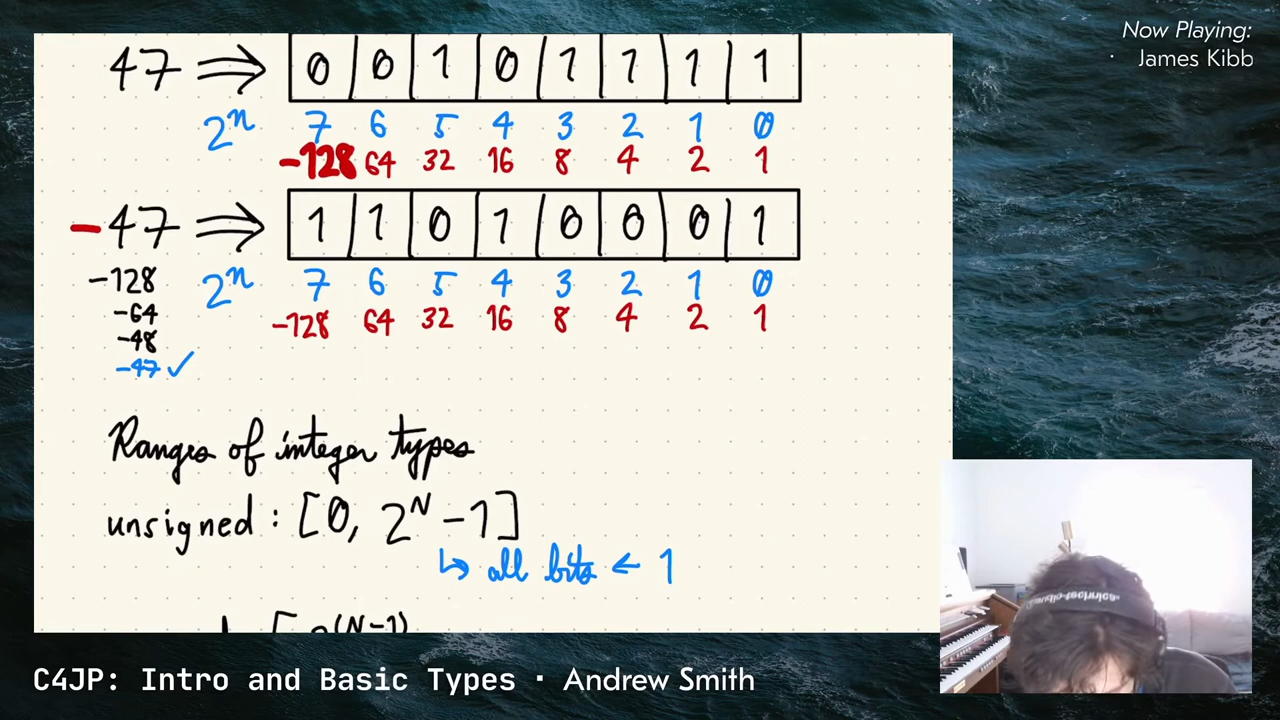 Now Playing:
· James Kibb
47 ⇒ 0 0 1 0 1 1 1 1
2ⁿ 7 6 5 4 3 2 1 0
-128 64 32 16 8 4 2 1
-47 ⇒ 1 1 0 1 0 0 0 1
-128 2ⁿ 7 6 5 4 3 2 1 0
-64 -128 64 32 16 8 4 2 1
-48
-47 ✓
Ranges of integer types
unsigned: [0, 2ᴺ -1]
↳ all bits ← 1
audio-technica
C4JP: Intro and Basic Types · Andrew Smith